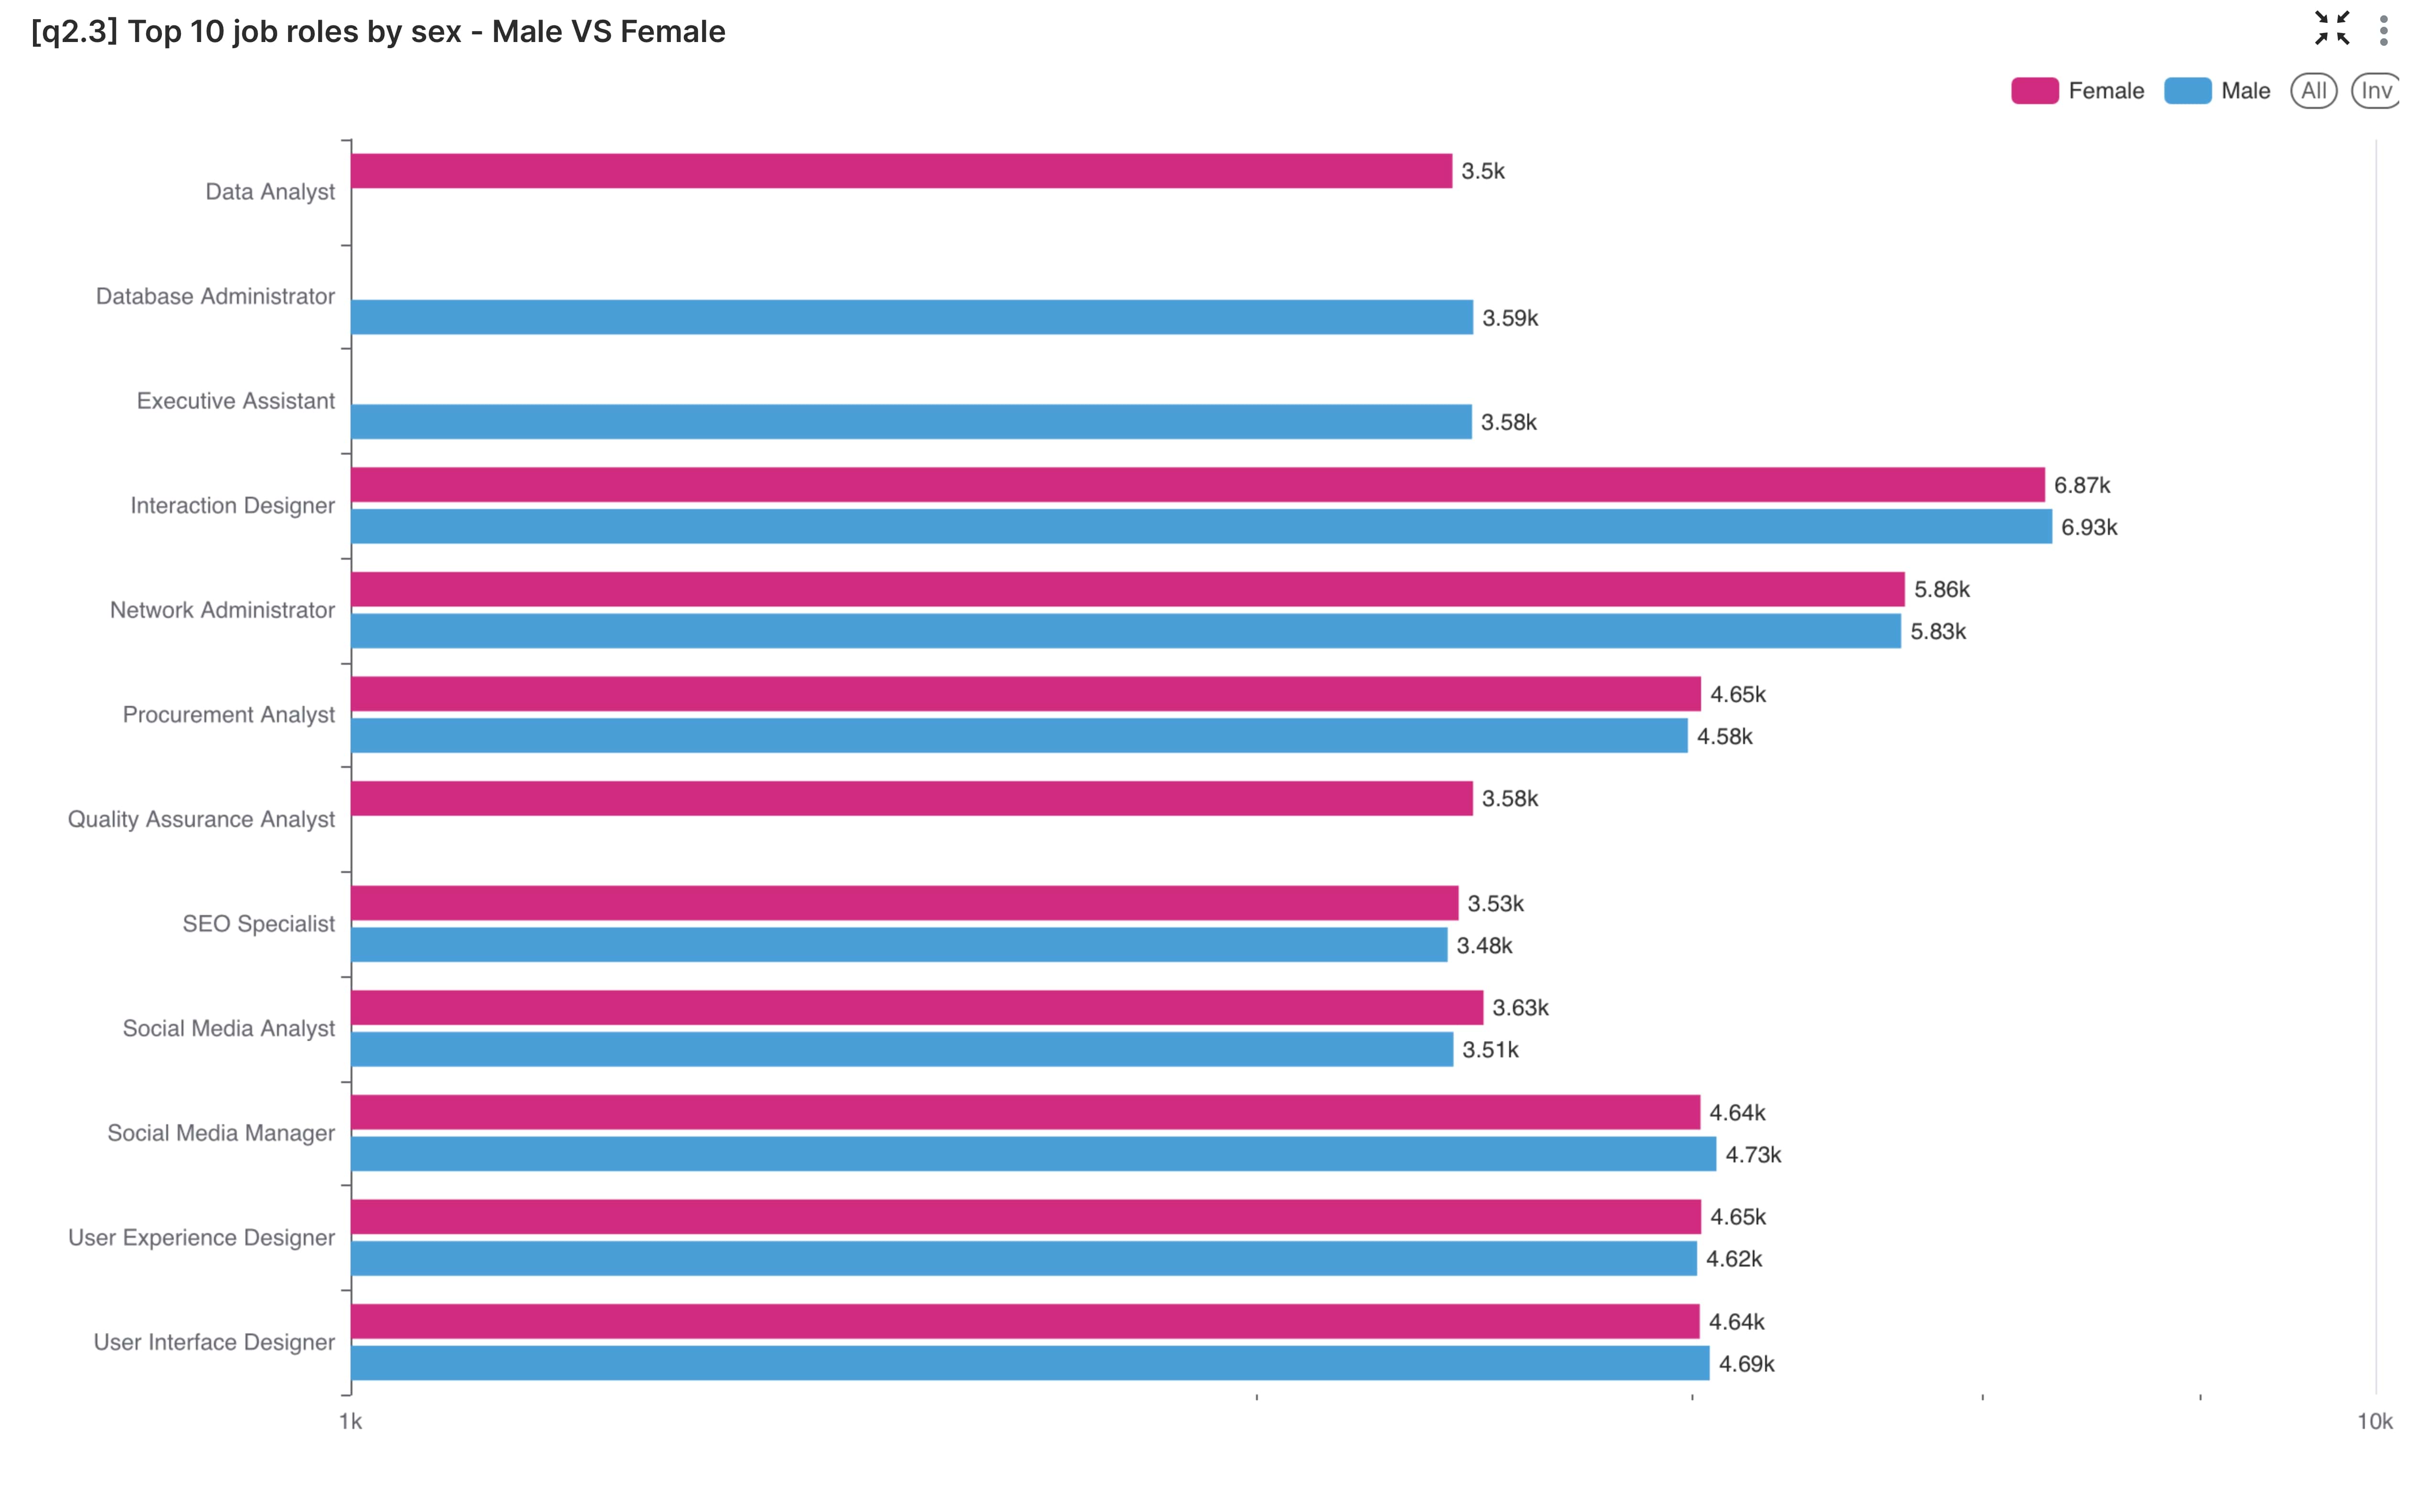 [q2.3] Top 10 job roles by sex - Male VS Female
Female Male All Inv
Data Analyst
3.5k
Database Administrator
3.59k
Executive Assistant
3.58k
Interaction Designer
6.87k
6.93k
Network Administrator
5.86k
5.83k
Procurement Analyst
4.65k
4.58k
Quality Assurance Analyst
3.58k
SEO Specialist
3.53k
3.48k
Social Media Analyst
3.63k
3.51k
Social Media Manager
4.64k
4.73k
User Experience Designer
4.65k
4.62k
User Interface Designer
4.64k
4.69k
1k 10k